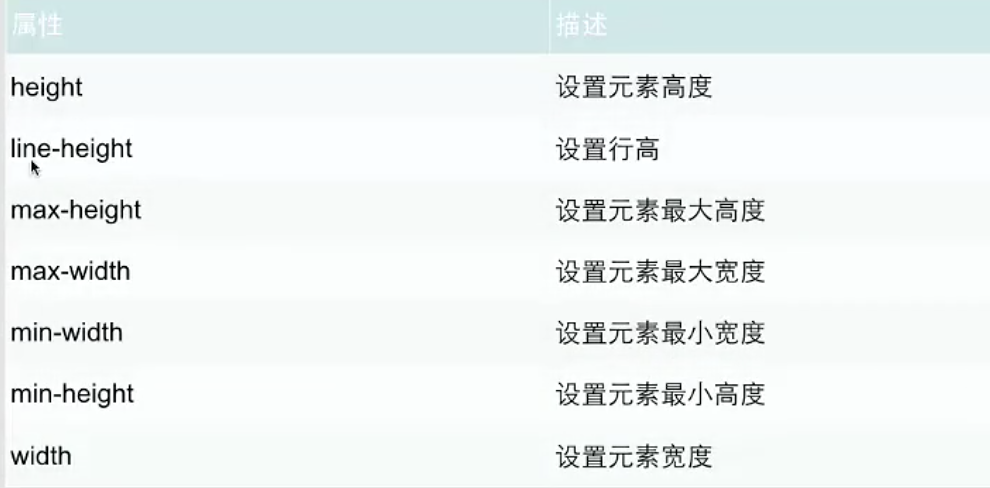 属性 描述
height 设置元素高度
line-height 设置行高
max-height 设置元素最大高度
max-width 设置元素最大宽度
min-width 设置元素最小宽度
min-height 设置元素最小高度
width 设置元素宽度